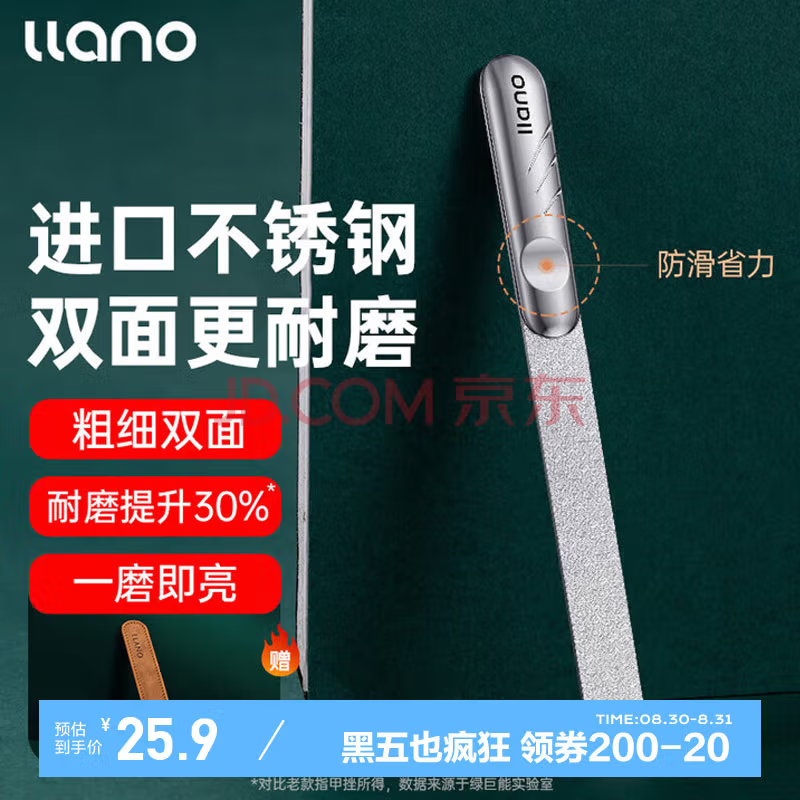 llano
llano
进口不锈钢
双面更耐磨
防滑省力
JD.COM 京东
粗细双面
耐磨提升30%*
一磨即亮
LLANO
赠
预估
到手价
¥25.9
TIME:08.30-8.31
黑五也疯狂 领券200-20
*对比老款指甲挫所得，数据来源于绿巨能实验室